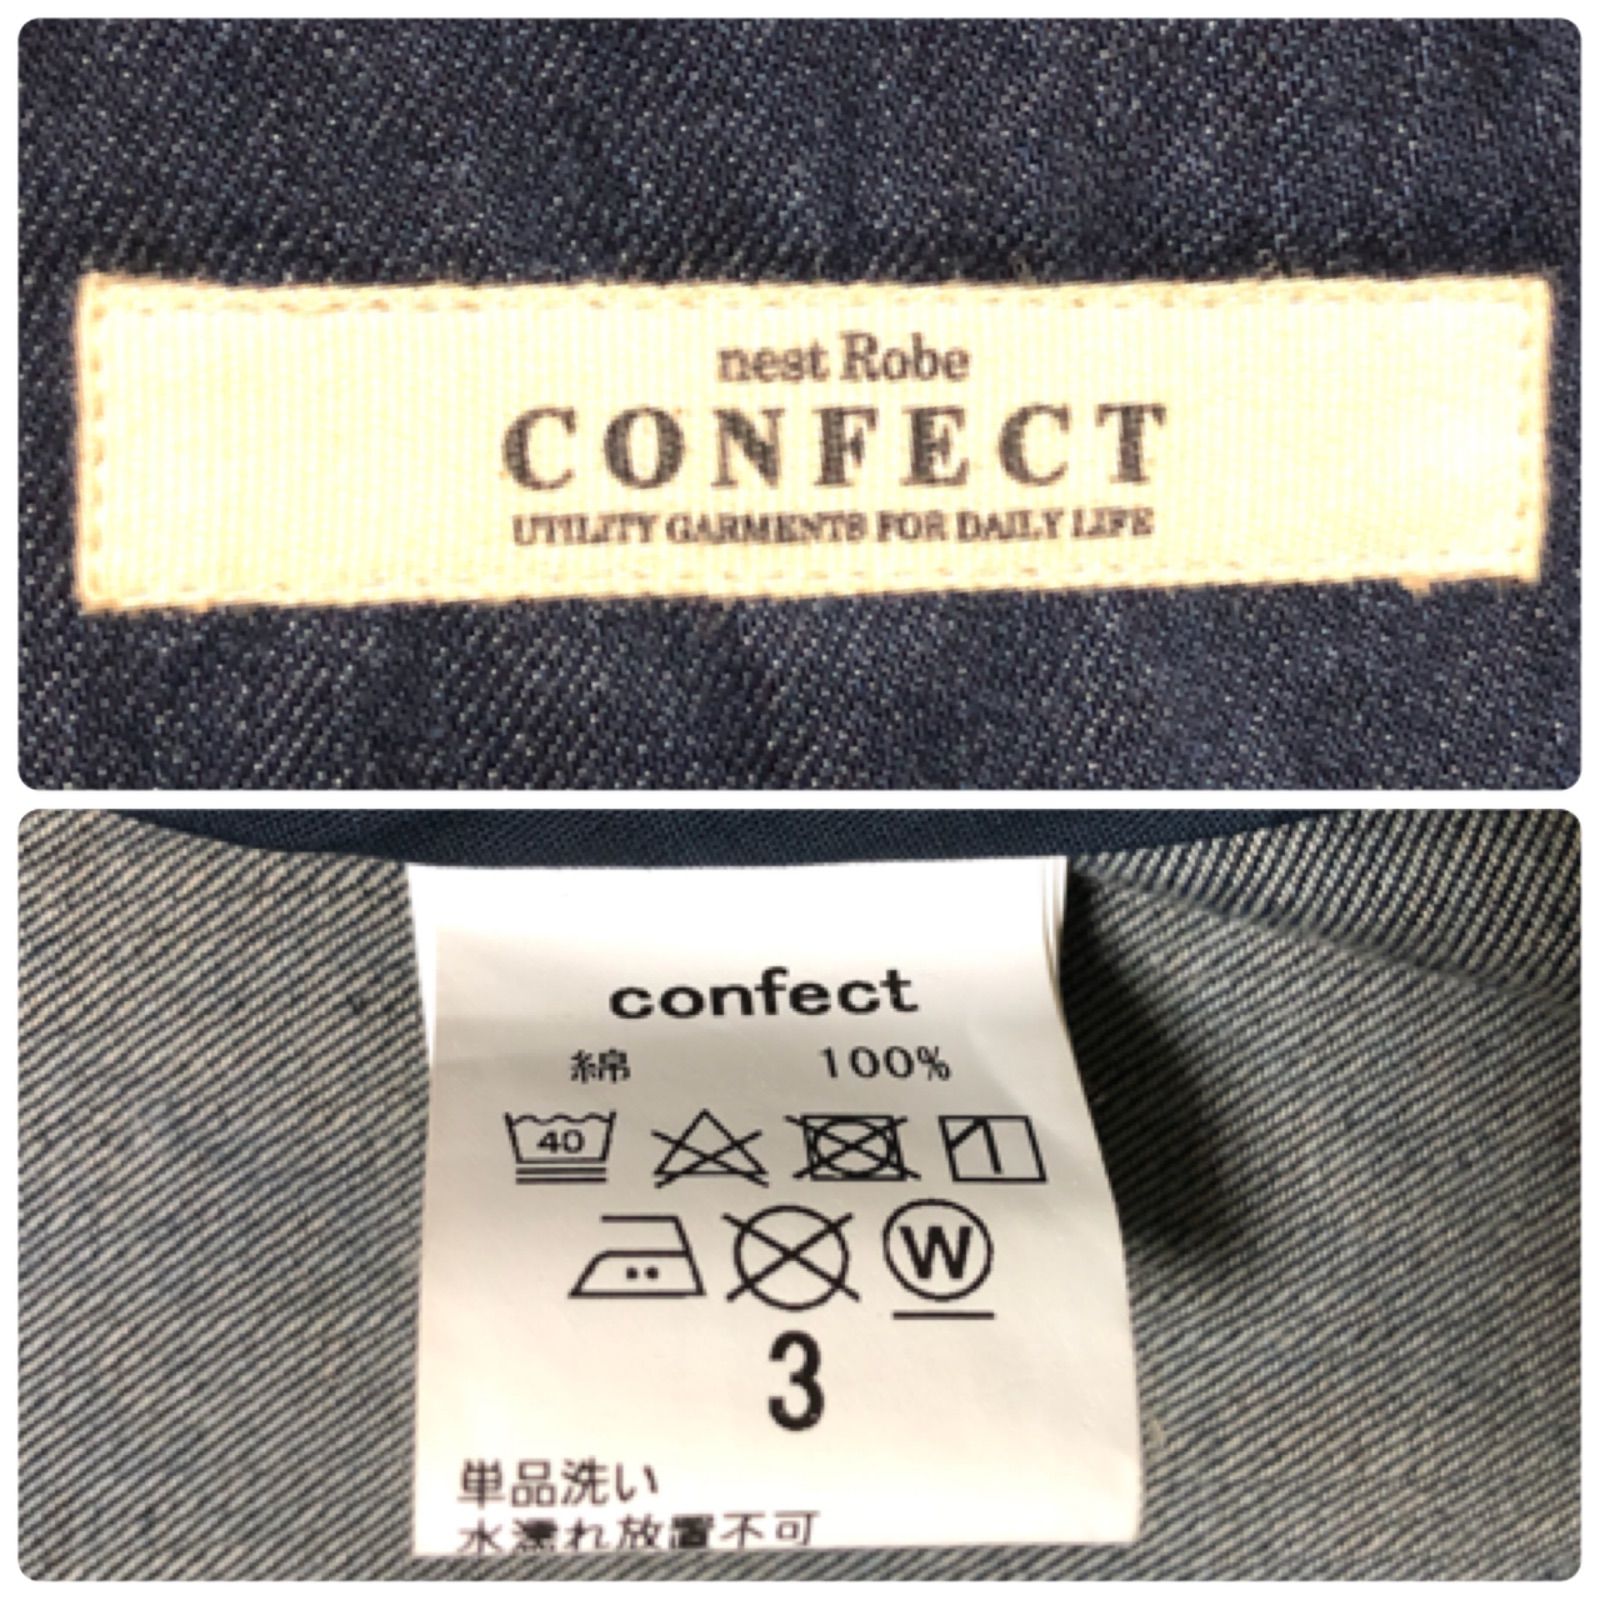 nest Robe
CONFECT
UTILITY GARMENTS FOR DAILY LIFE
confect
綿 100%
40
W
3
単品洗い
水濡れ放置不可